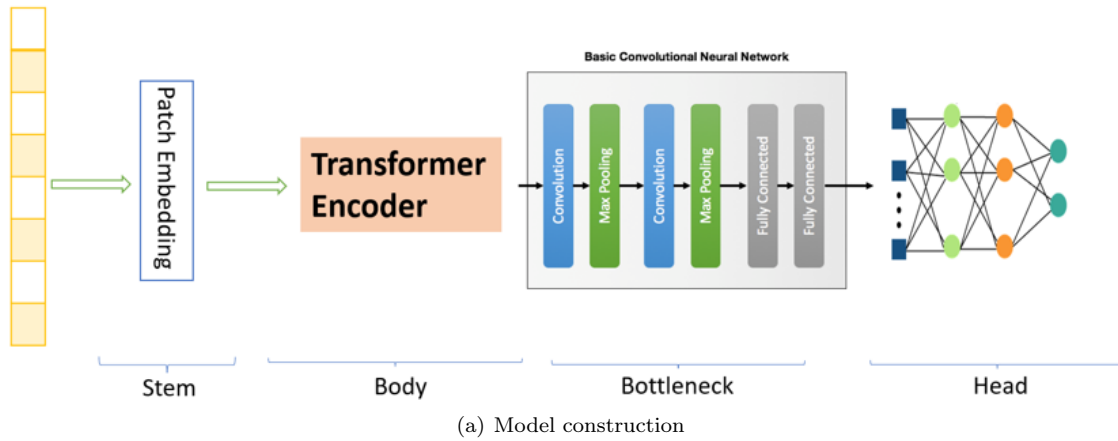 Basic Convolutional Neural Network
Patch Embedding
Transformer
Encoder
Convolution
Max Pooling
Convolution
Max Pooling
Fully Connected
Fully Connected
Stem
Body
Bottleneck
Head
(a) Model construction